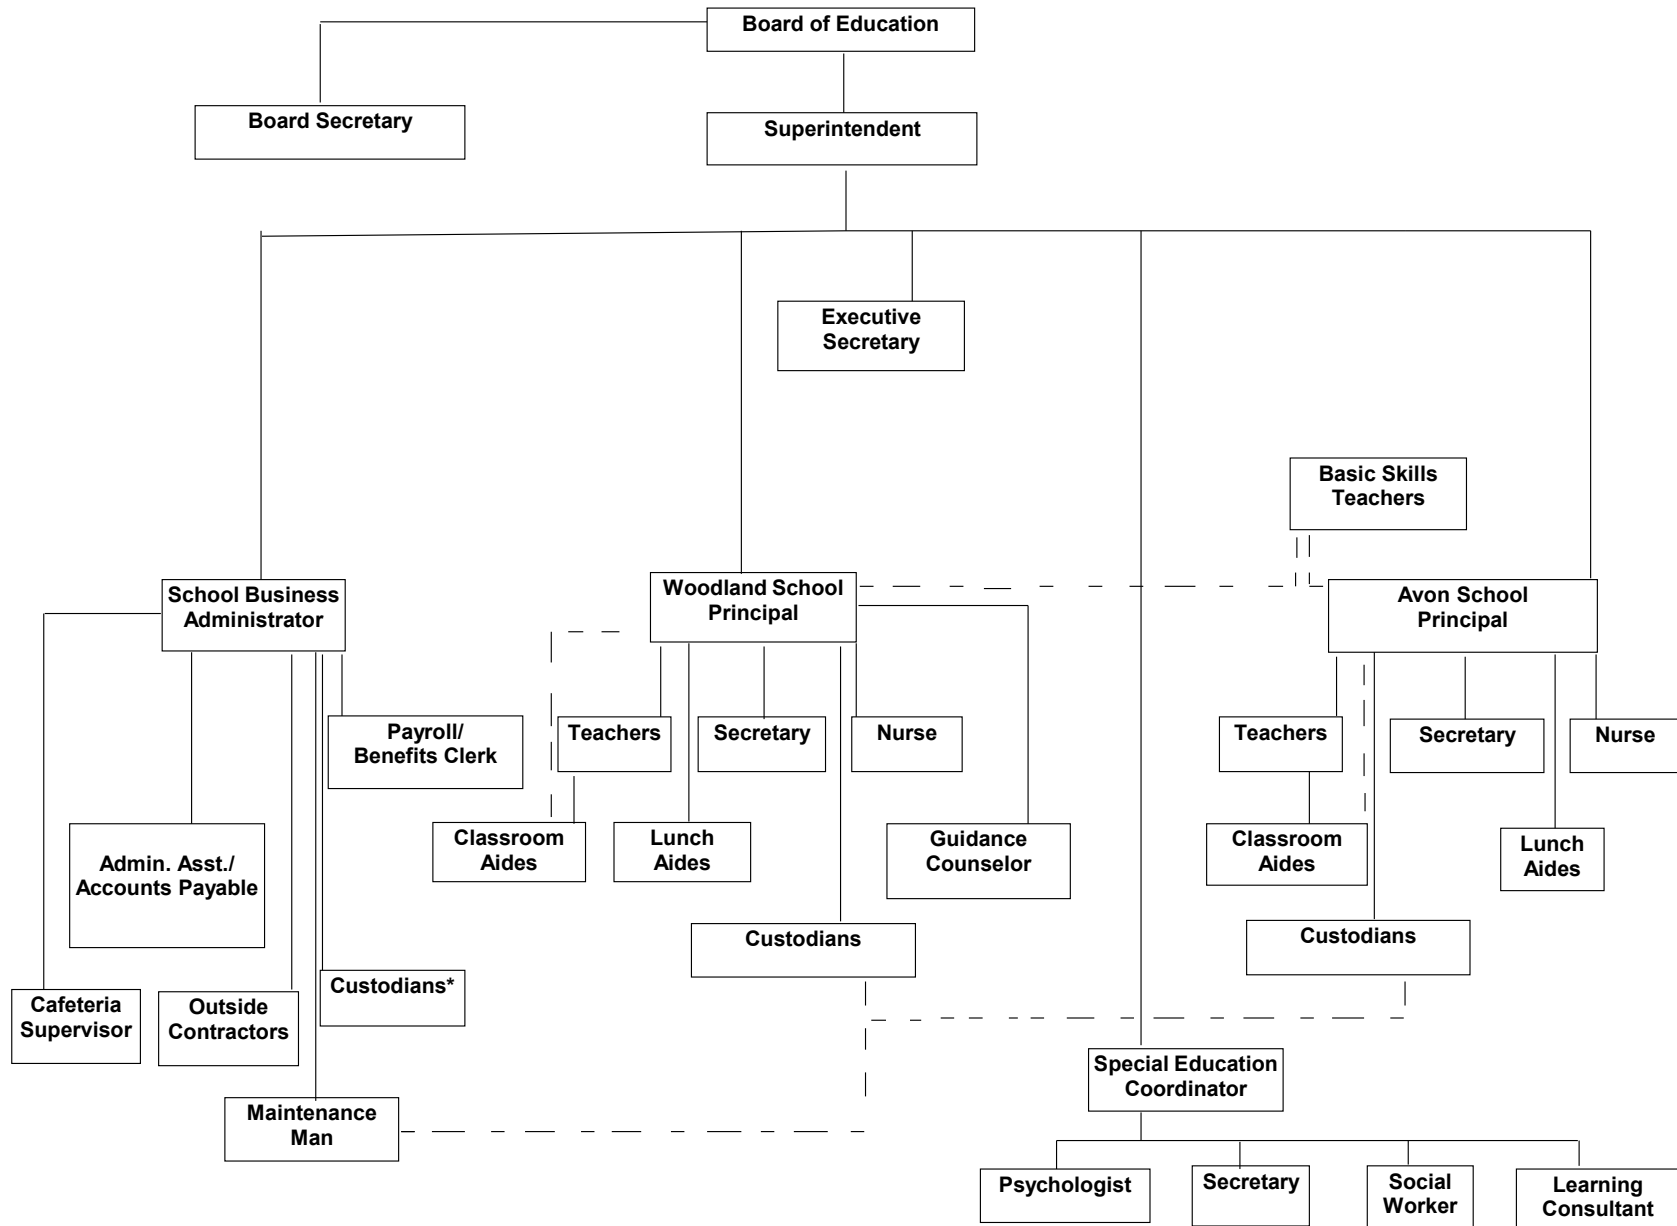 Board of Education
Board Secretary
Superintendent
Executive
Secretary
Basic Skills
Teachers
School Business
Administrator
Woodland School
Principal
Avon School
Principal
Payroll/
Benefits Clerk
Teachers
Secretary
Nurse
Teachers
Secretary
Nurse
Admin. Asst./
Accounts Payable
Classroom
Aides
Lunch
Aides
Guidance
Counselor
Classroom
Aides
Lunch
Aides
Custodians
Custodians
Cafeteria
Supervisor
Outside
Contractors
Custodians*
Special Education
Coordinator
Maintenance
Man
Psychologist
Secretary
Social
Worker
Learning
Consultant